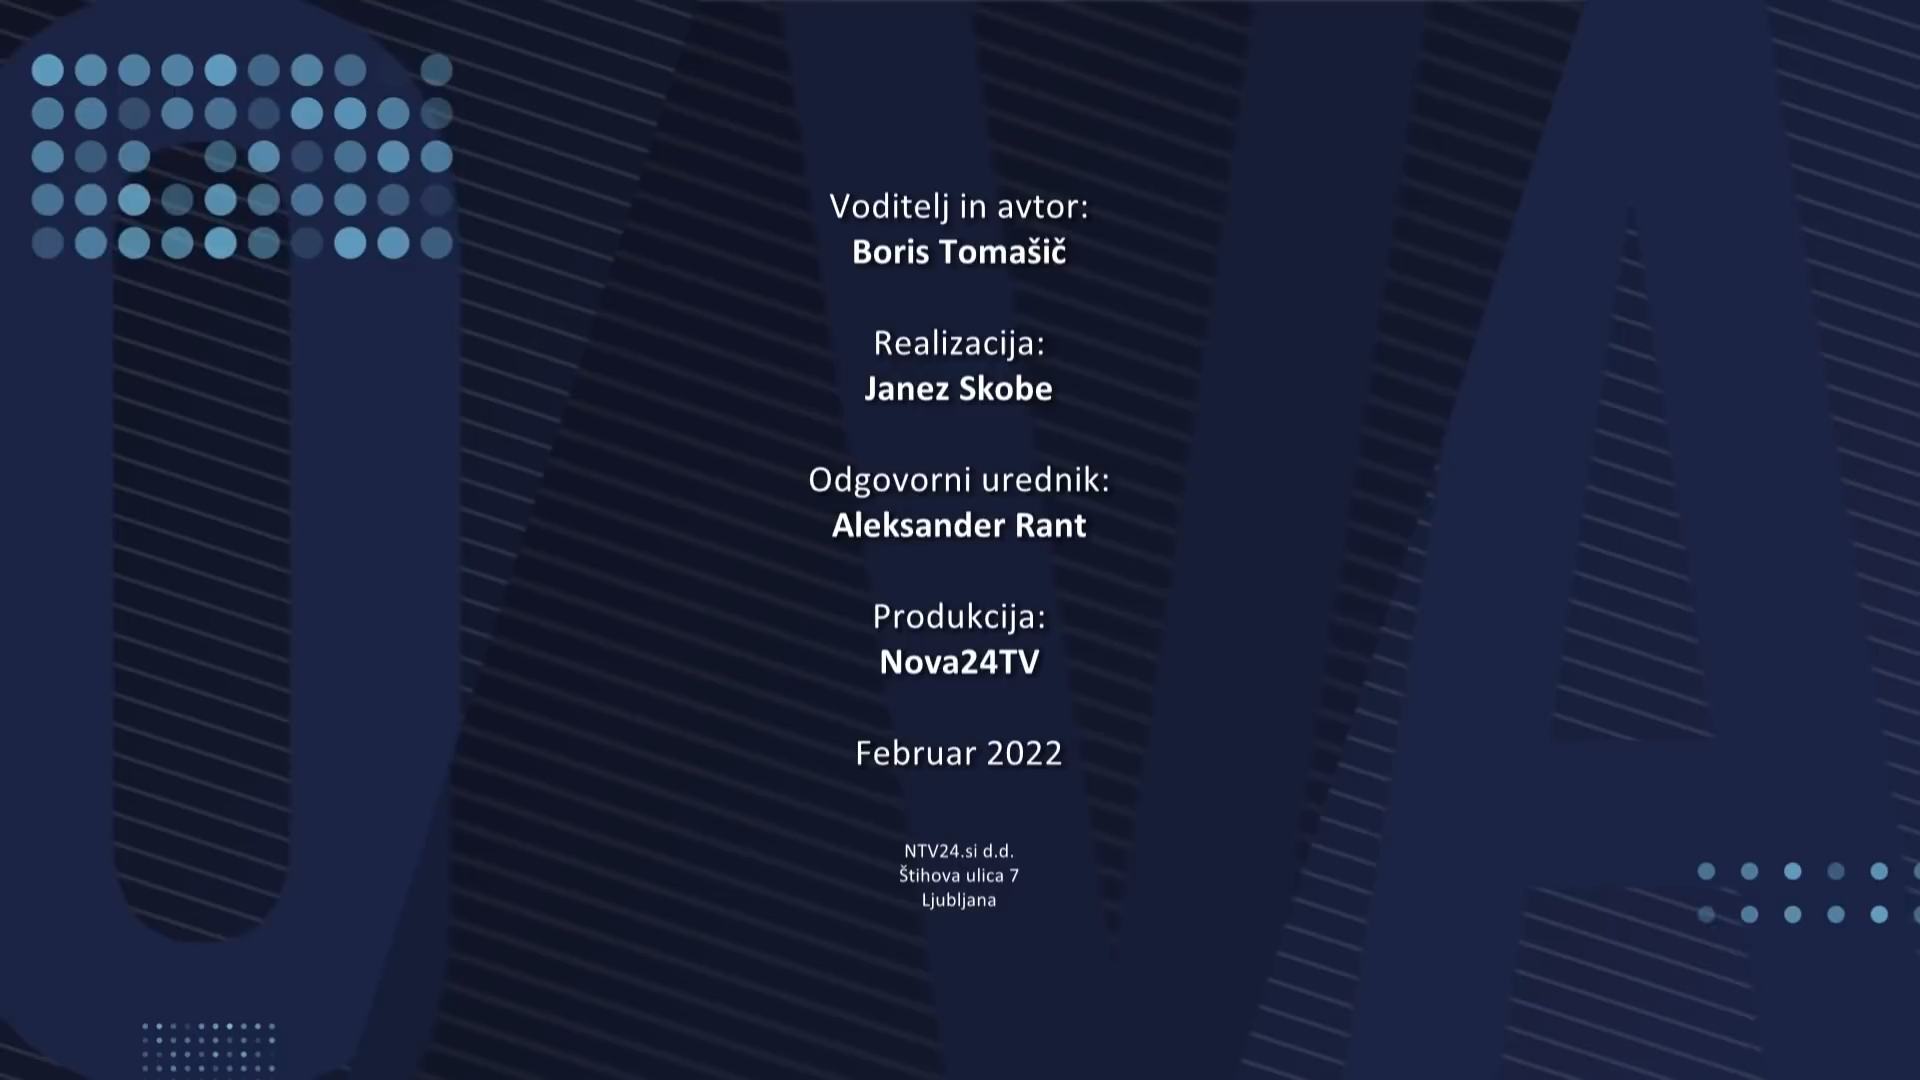 Voditelj in avtor:
Boris Tomašič
Realizacija:
Janez Skobe
Odgovorni urednik:
Aleksander Rant
Produkcija:
Nova24TV
Februar 2022
NTV24.si d.d.
Štihova ulica 7
Ljubljana